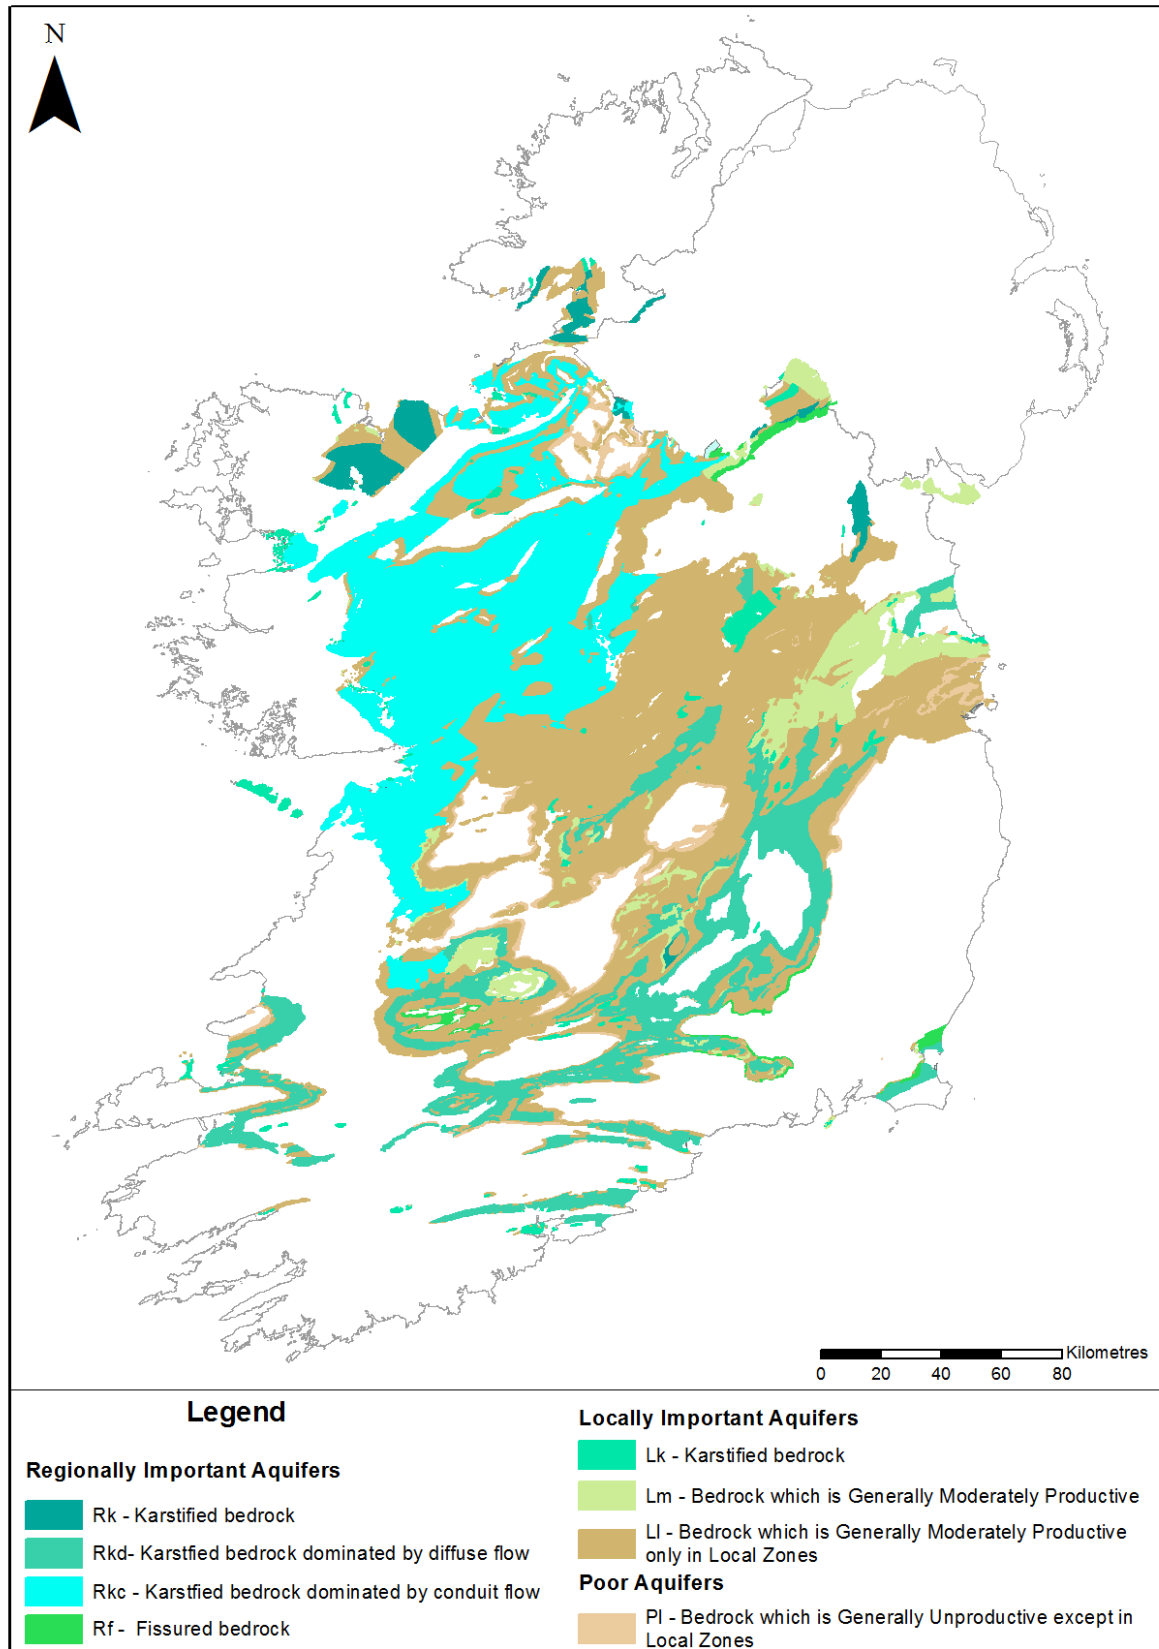 N
Kilometres
0 20 40 60 80
Legend
Regionally Important Aquifers
Rk - Karstified bedrock
Rkd- Karstfied bedrock dominated by diffuse flow
Rkc - Karstfied bedrock dominated by conduit flow
Rf - Fissured bedrock
Locally Important Aquifers
Lk - Karstified bedrock
Lm - Bedrock which is Generally Moderately Productive
Ll - Bedrock which is Generally Moderately Productive
only in Local Zones
Poor Aquifers
Pl - Bedrock which is Generally Unproductive except in
Local Zones